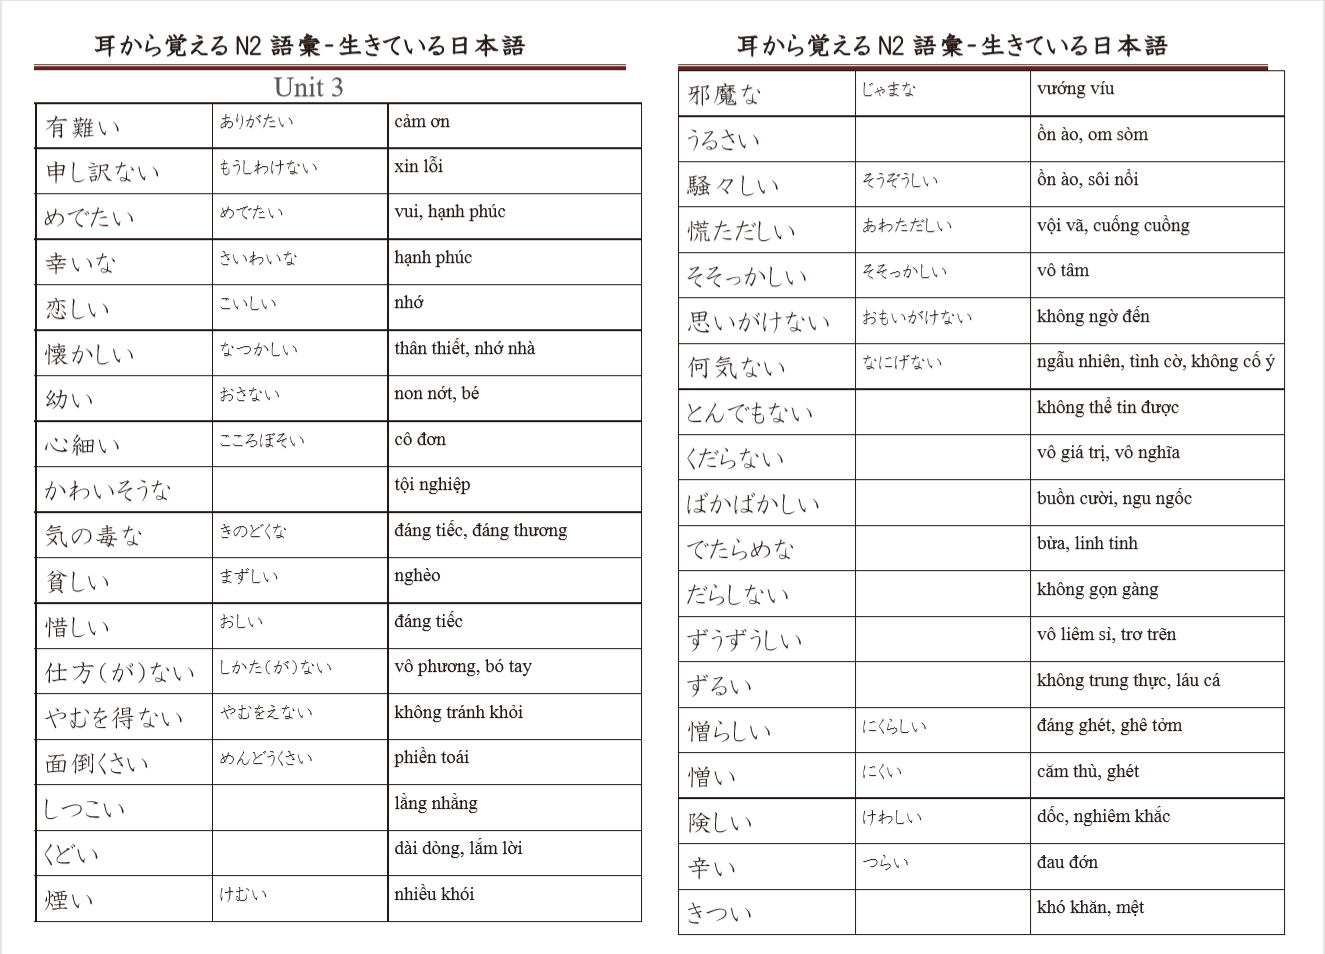 耳から覚えるN2語彙-生きている日本語
Unit 3
有難い ありがたい cảm ơn
申し訳ない もうしわけない xin lỗi
めでたい めでたい vui, hạnh phúc
幸いな さいわいな hạnh phúc
恋しい こいしい nhớ
懐かしい なつかしい thân thiết, nhớ nhà
幼い おさない non nớt, bé
心細い こころぼそい cô đơn
かわいそうな tội nghiệp
気の毒な きのどくな đáng tiếc, đáng thương
貧しい まずしい nghèo
惜しい おしい đáng tiếc
仕方(が)ない しかた(が)ない vô phương, bó tay
やむを得ない やむをえない không tránh khỏi
面倒くさい めんどうくさい phiền toái
しつこい lằng nhằng
くどい dài dòng, lắm lời
煙い けむい nhiều khói
耳から覚えるN2語彙-生きている日本語
邪魔な じゃまな vướng víu
うるさい ồn ào, om sòm
騒々しい そうぞうしい ồn ào, sôi nổi
慌ただしい あわただしい vội vã, cuống cuồng
そそっかしい そそっかしい vô tâm
思いがけない おもいがけない không ngờ đến
何気ない なにげない ngẫu nhiên, tình cờ, không cố ý
とんでもない không thể tin được
くだらない vô giá trị, vô nghĩa
ばかばかしい buồn cười, ngu ngốc
でたらめな bừa, linh tinh
だらしない không gọn gàng
ずうずうしい vô liêm sỉ, trơ trẽn
ずるい không trung thực, láu cá
憎らしい にくらしい đáng ghét, ghê tởm
憎い にくい căm thù, ghét
険しい けわしい dốc, nghiêm khắc
辛い つらい đau đớn
きつい khó khăn, mệt